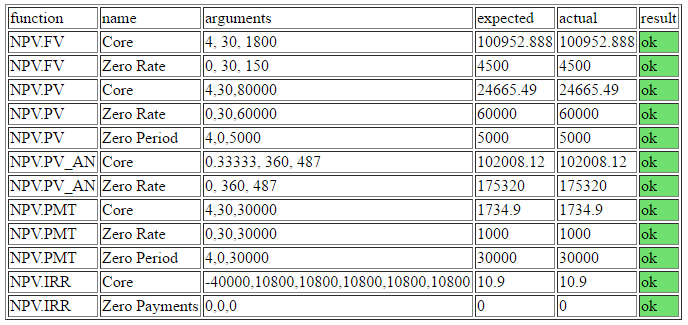 function name arguments expected actual result
NPV.FV Core 4, 30, 1800 100952.888 100952.888 ok
NPV.FV Zero Rate 0, 30, 150 4500 4500 ok
NPV.PV Core 4,30,80000 24665.49 24665.49 ok
NPV.PV Zero Rate 0,30,60000 60000 60000 ok
NPV.PV Zero Period 4,0,5000 5000 5000 ok
NPV.PV_AN Core 0.33333, 360, 487 102008.12 102008.12 ok
NPV.PV_AN Zero Rate 0, 360, 487 175320 175320 ok
NPV.PMT Core 4,30,30000 1734.9 1734.9 ok
NPV.PMT Zero Rate 0,30,30000 1000 1000 ok
NPV.PMT Zero Period 4,0,30000 30000 30000 ok
NPV.IRR Core -40000,10800,10800,10800,10800,10800 10.9 10.9 ok
NPV.IRR Zero Payments 0,0,0 0 0 ok